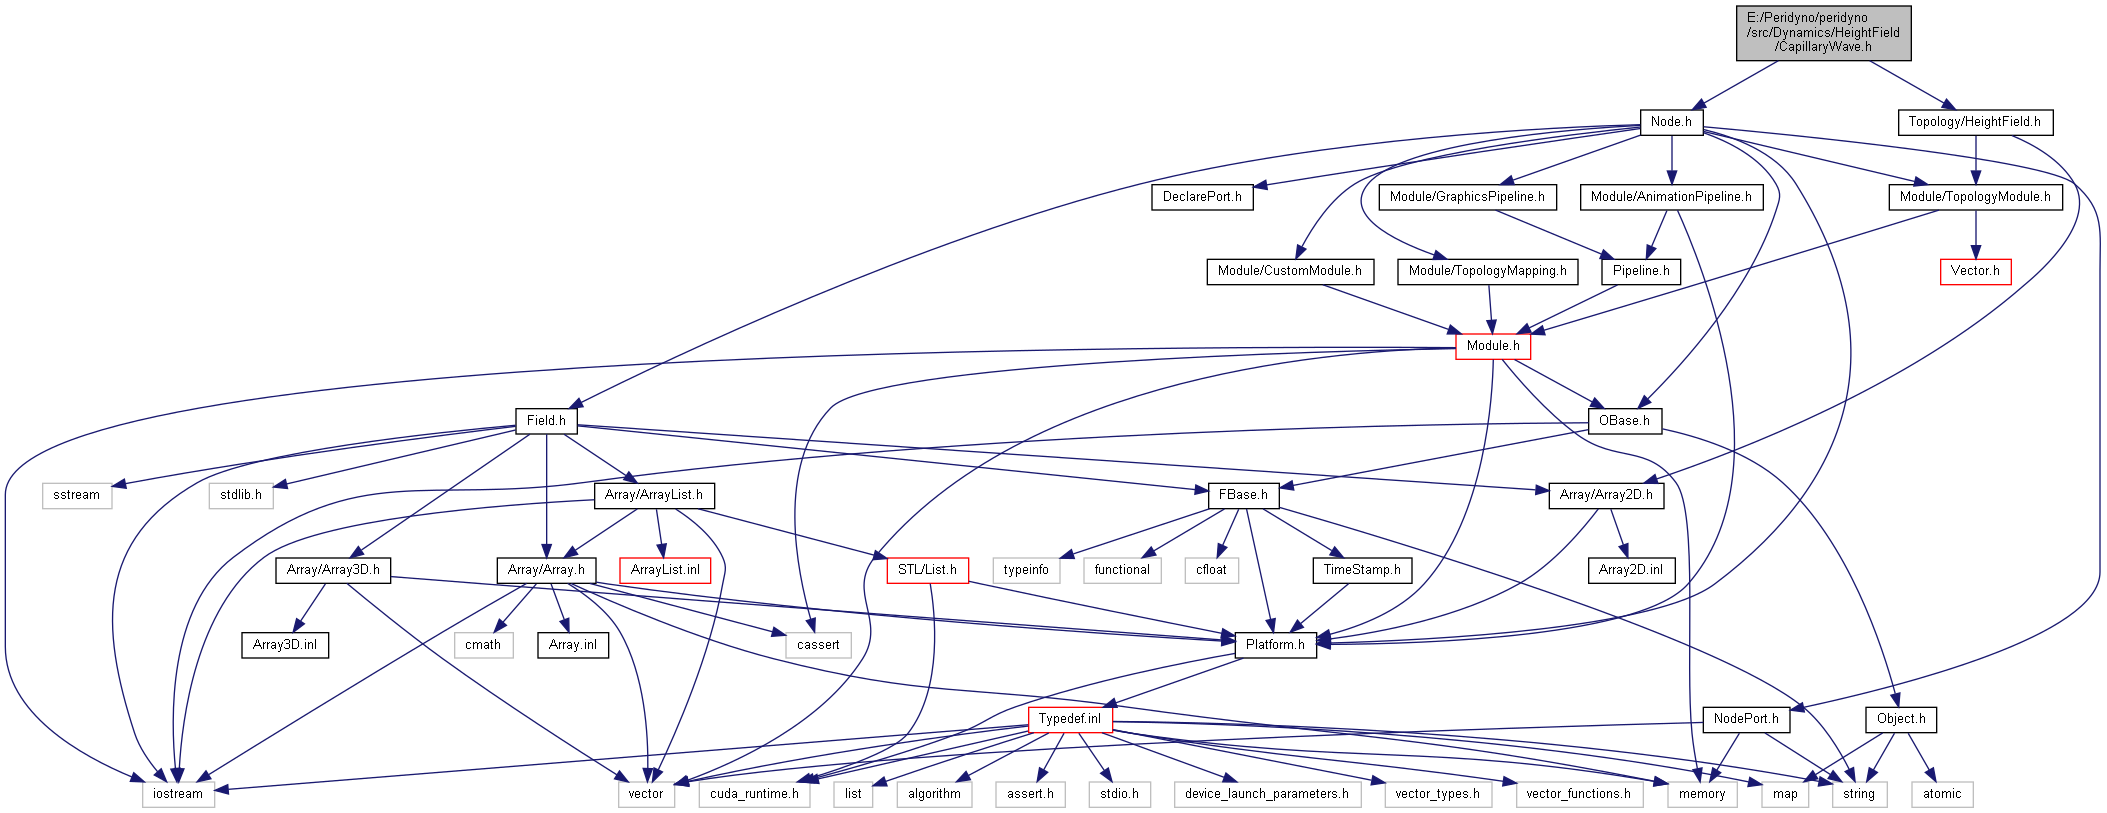 E:/Peridyno/peridyno
/src/Dynamics/HeightField
/CapillaryWave.h
Node.h
Topology/HeightField.h
DeclarePort.h
Module/GraphicsPipeline.h
Module/AnimationPipeline.h
Module/TopologyModule.h
Module/CustomModule.h
Module/TopologyMapping.h
Pipeline.h
Vector.h
Module.h
Field.h
OBase.h
sstream
stdlib.h
Array/ArrayList.h
FBase.h
Array/Array2D.h
Array/Array3D.h
Array/Array.h
ArrayList.inl
STL/List.h
typeinfo
functional
cfloat
TimeStamp.h
Array2D.inl
Array3D.inl
cmath
Array.inl
cassert
Platform.h
Typedef.inl
NodePort.h
Object.h
iostream
vector
cuda_runtime.h
list
algorithm
assert.h
stdio.h
device_launch_parameters.h
vector_types.h
vector_functions.h
memory
map
string
atomic